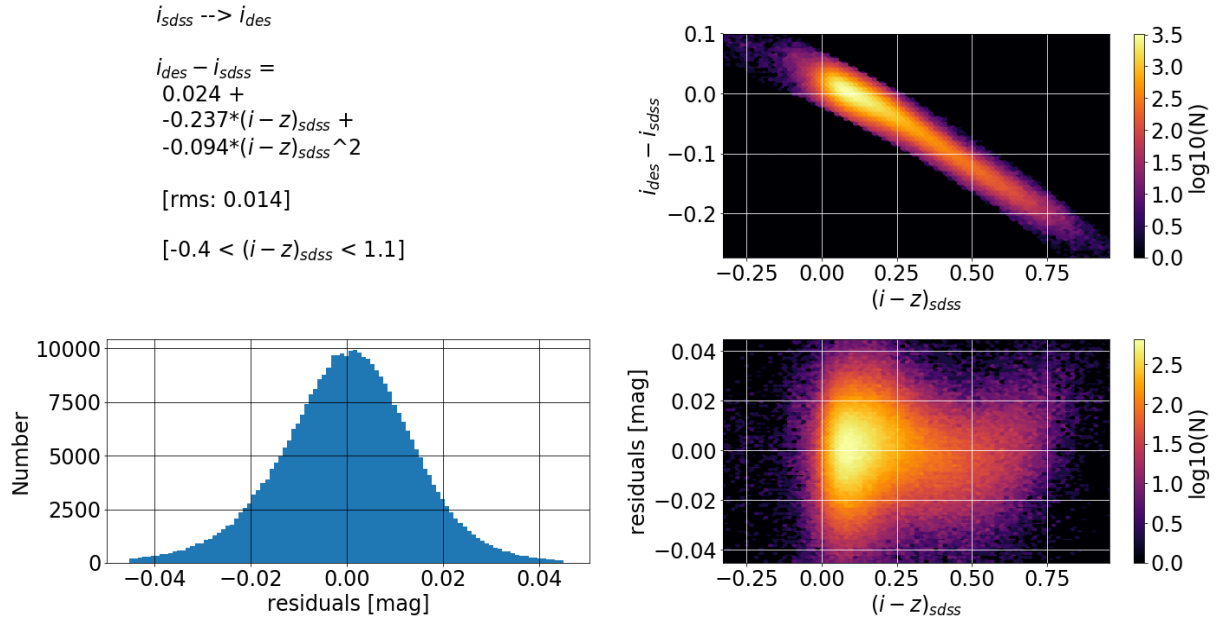 i_sdss --> i_des
i_des − i_sdss =
0.024 +
-0.237*(i − z)_sdss +
-0.094*(i − z)_sdss^2
[rms: 0.014]
[-0.4 < (i − z)_sdss < 1.1]
0.1
0.0
−0.1
−0.2
i_des − i_sdss
−0.25 0.00 0.25 0.50 0.75
(i − z)_sdss
3.5
3.0
2.5
2.0
1.5
1.0
0.5
0.0
log10(N)
10000
7500
5000
2500
0
Number
−0.04 −0.02 0.00 0.02 0.04
residuals [mag]
0.04
0.02
0.00
−0.02
−0.04
residuals [mag]
−0.25 0.00 0.25 0.50 0.75
(i − z)_sdss
2.5
2.0
1.5
1.0
0.5
0.0
log10(N)